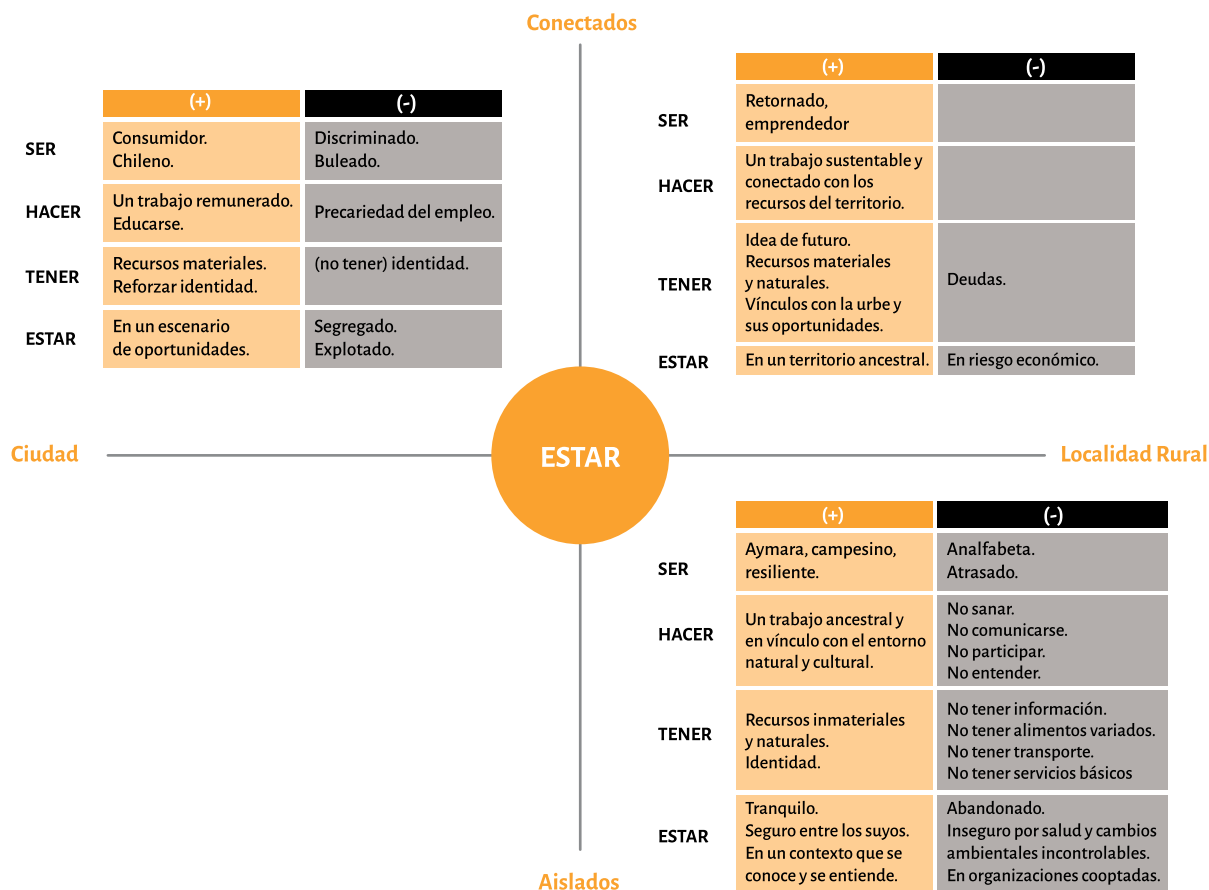 Conectados
(+)
(-)
SER
Consumidor.
Chileno.
Discriminado.
Buleado.
HACER
Un trabajo remunerado.
Educarse.
Precariedad del empleo.
TENER
Recursos materiales.
Reforzar identidad.
(no tener) identidad.
ESTAR
En un escenario
de oportunidades.
Segregado.
Explotado.
(+)
(-)
SER
Retornado,
emprendedor
HACER
Un trabajo sustentable y
conectado con los
recursos del territorio.
TENER
Idea de futuro.
Recursos materiales
y naturales.
Vínculos con la urbe y
sus oportunidades.
Deudas.
ESTAR
En un territorio ancestral.
En riesgo económico.
Ciudad
ESTAR
Localidad Rural
(+)
(-)
SER
Aymara, campesino,
resiliente.
Analfabeta.
Atrasado.
HACER
Un trabajo ancestral y
en vínculo con el entorno
natural y cultural.
No sanar.
No comunicarse.
No participar.
No entender.
TENER
Recursos inmateriales
y naturales.
Identidad.
No tener información.
No tener alimentos variados.
No tener transporte.
No tener servicios básicos
ESTAR
Tranquilo.
Seguro entre los suyos.
En un contexto que se
conoce y se entiende.
Abandonado.
Inseguro por salud y cambios
ambientales incontrolables.
En organizaciones cooptadas.
Aislados